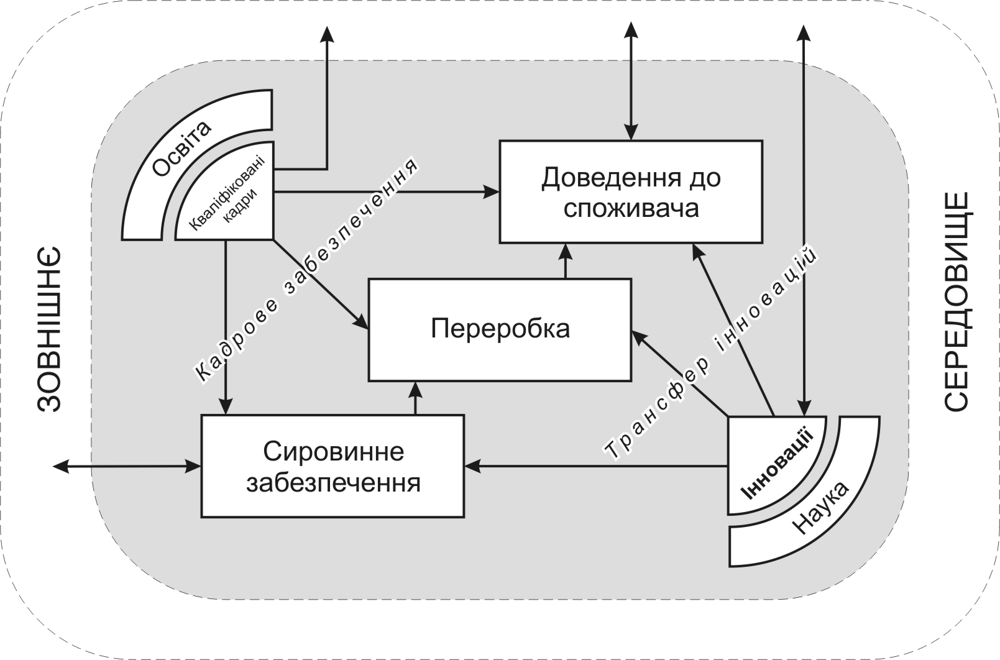 Освіта
Кваліфіковані
кадри
Доведення до
споживача
Кадрове забезпечення
ЗОВНІШНЄ
СЕРЕДОВИЩЕ
Переробка
Трансфер інновацій
Сировинне
забезпечення
Інновації
Наука